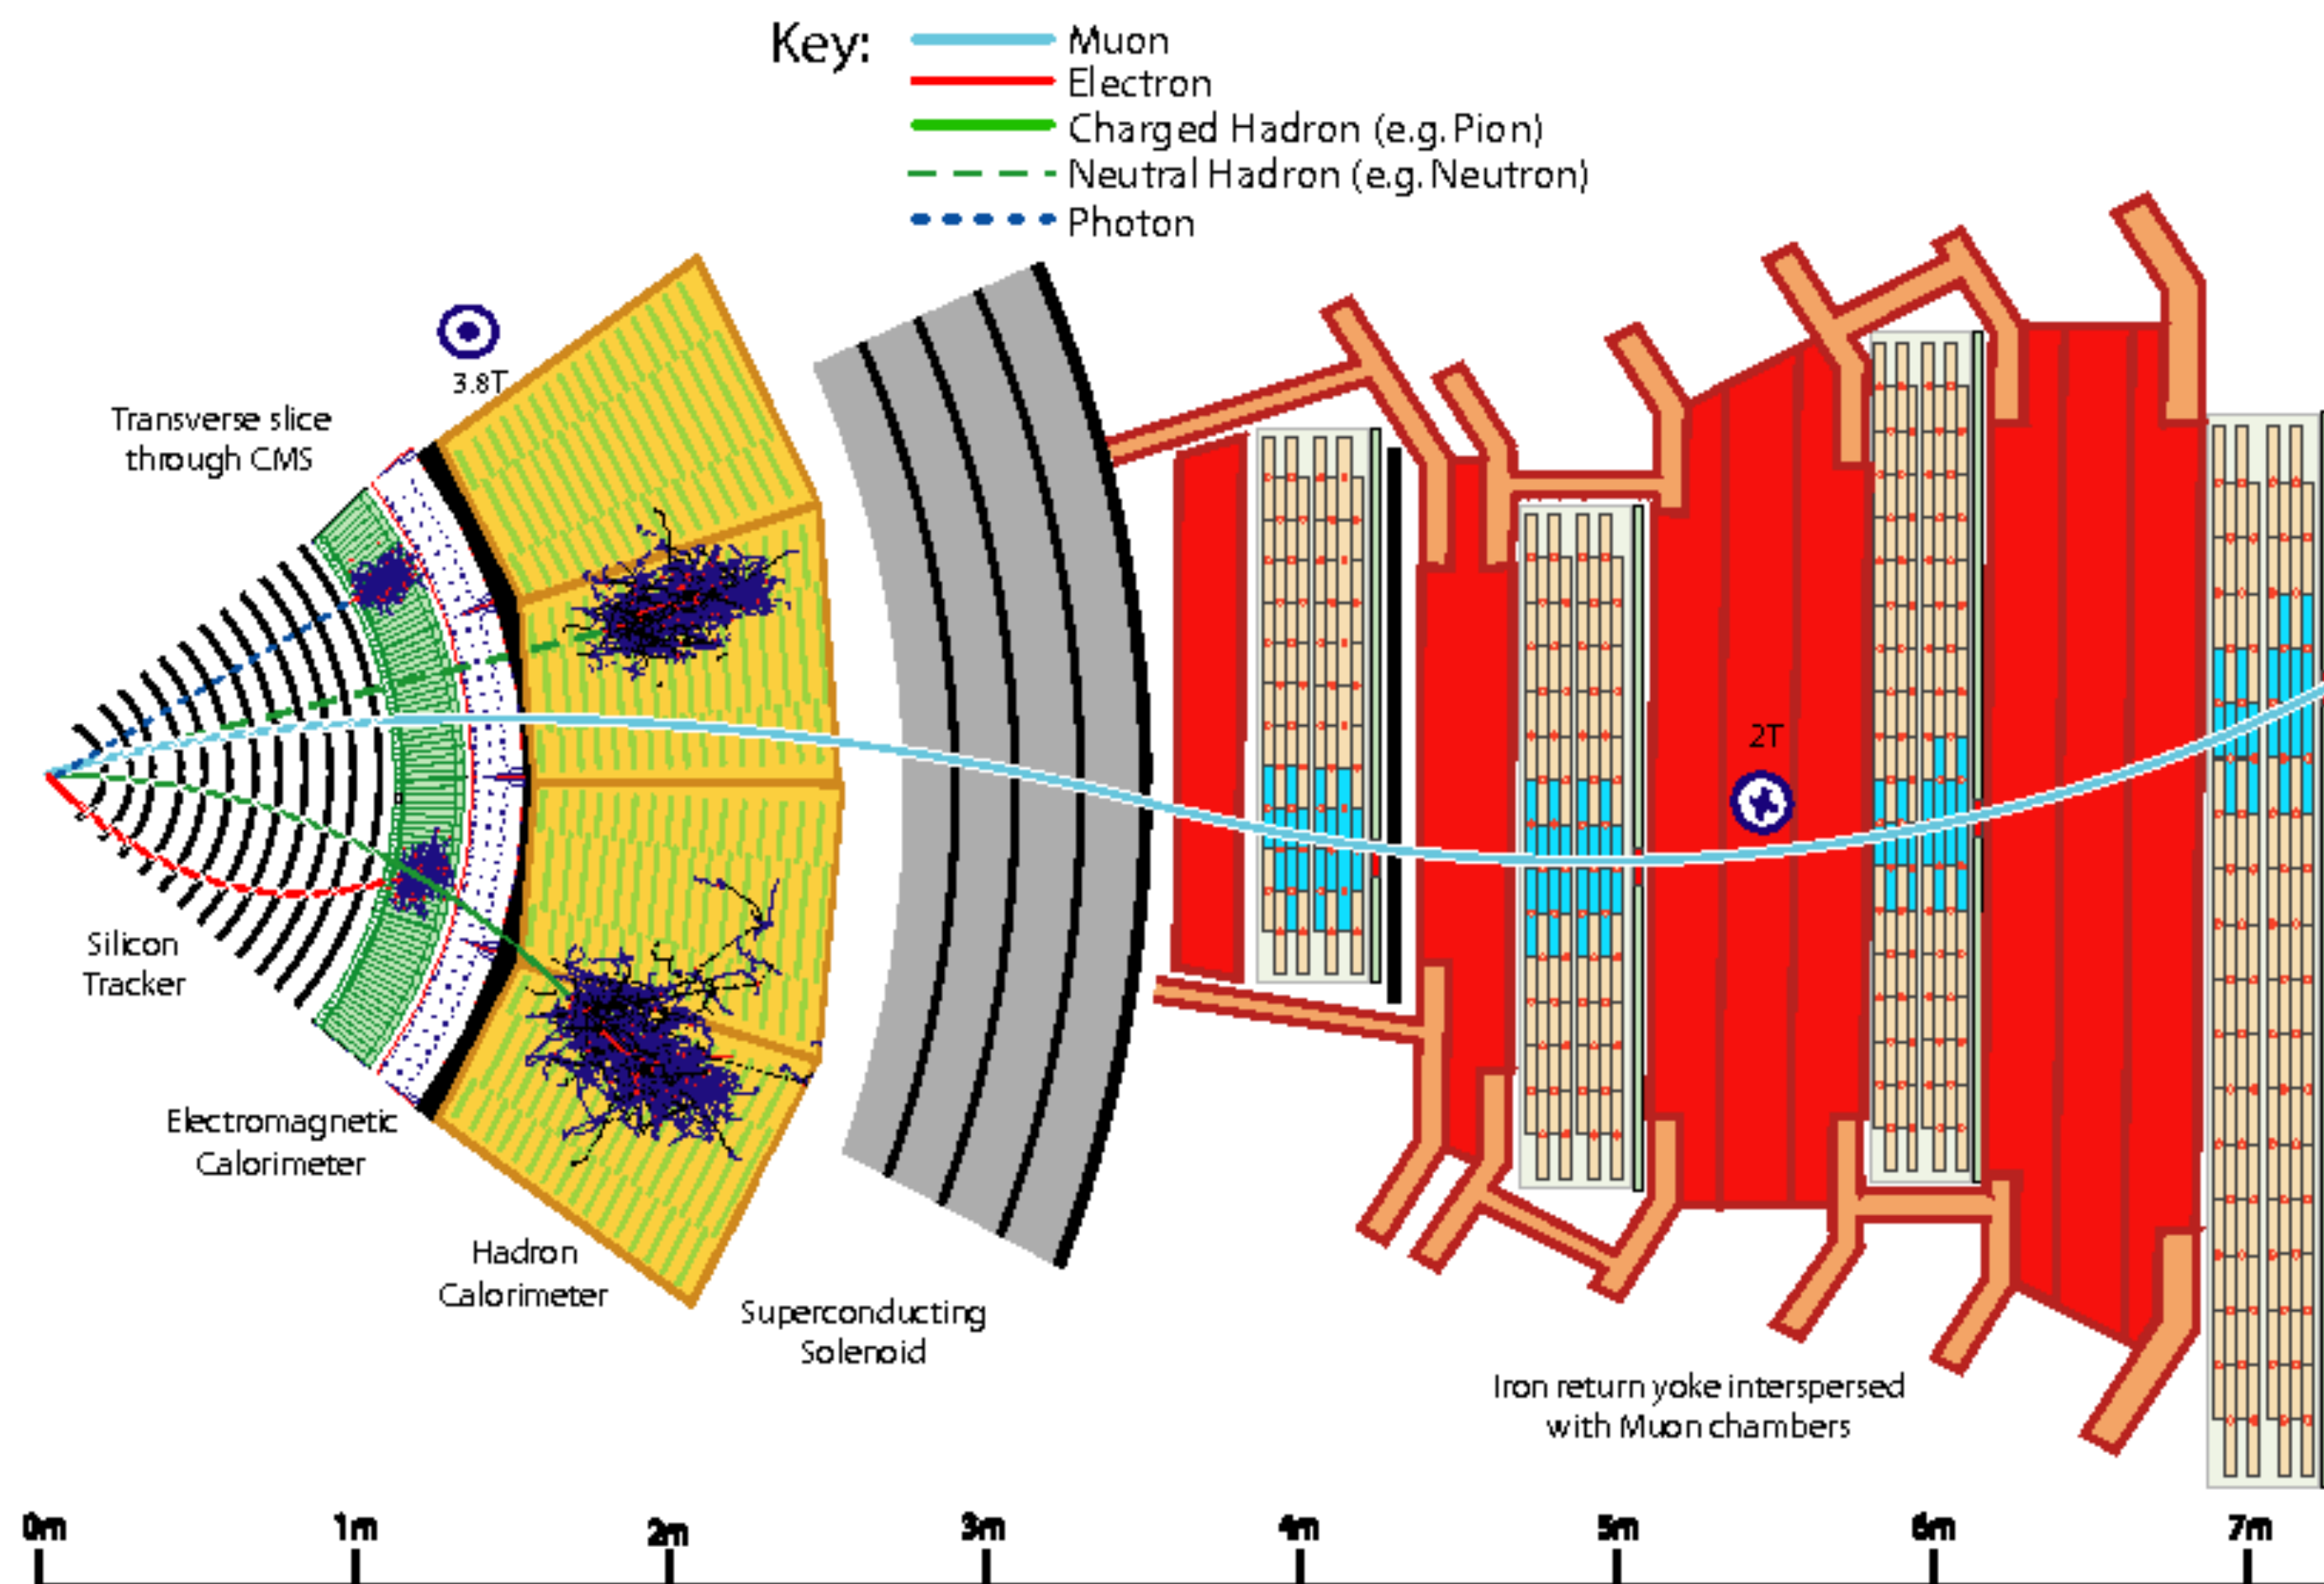 Key:
Muon
Electron
Charged Hadron (e.g. Pion)
Neutral Hadron (e.g. Neutron)
Photon
3.8T
Transverse slice
through CMS
2T
Silicon
Tracker
Electromagnetic
Calorimeter
Hadron
Calorimeter
Superconducting
Solenoid
Iron return yoke interspersed
with Muon chambers
0m 1m 2m 3m 4m 5m 6m 7m